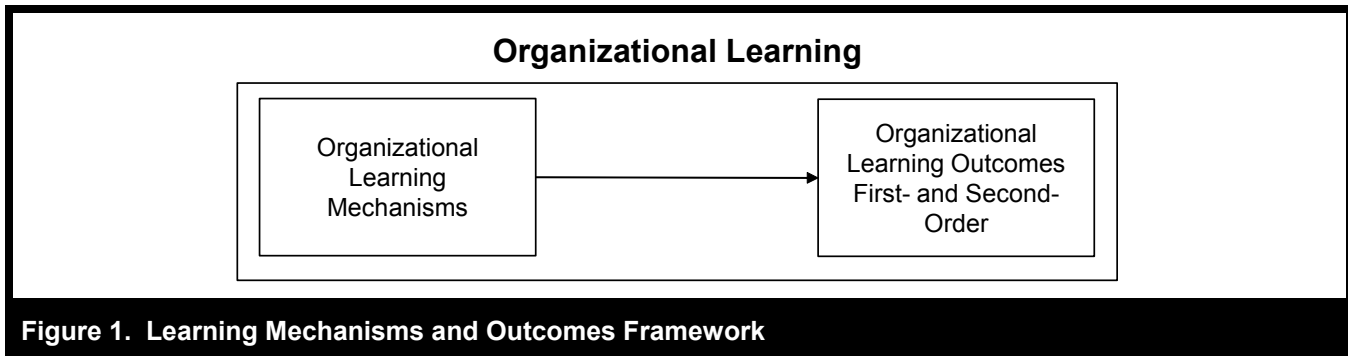 Organizational Learning
Organizational
Learning
Mechanisms
Organizational
Learning Outcomes
First- and Second-
Order
Figure 1. Learning Mechanisms and Outcomes Framework